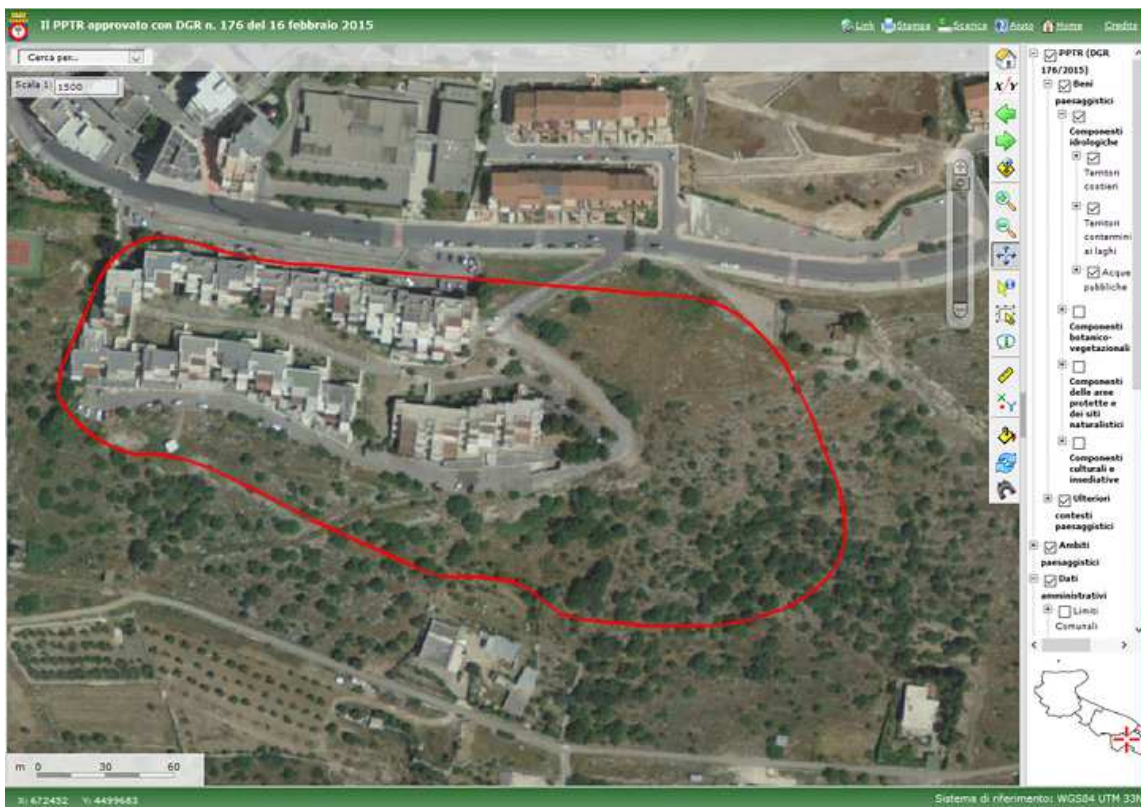 Il PPTR approvato con DGR n. 176 del 16 febbraio 2015
Link Stampa Scarica Aiuto Home Credits
Cerca per...
Scala 1: 1500
X/Y
PPTR (DGR
176/2015)
Beni
paesaggistici
Componenti
idrologiche
Territori
costieri
Territori
contermini
ai laghi
Acque
pubbliche
Componenti
botanico-
vegetazionali
Componenti
delle aree
protette e
dei siti
naturalistici
Componenti
culturali e
insediative
Ulteriori
contesti
paesaggistici
Ambiti
paesaggistici
Dati
amministrativi
Limiti
Comunali
m 0 30 60
X: 672452 Y: 4499683
Sistema di riferimento: WGS84 UTM 33N